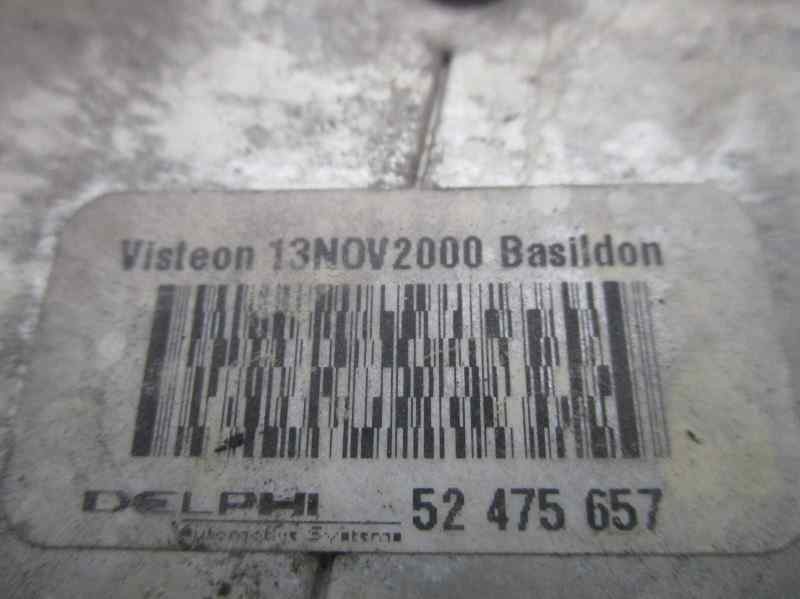 Visteon 13NOV2000 Basildon
DELPHI 52 475 657
Automotive Systems